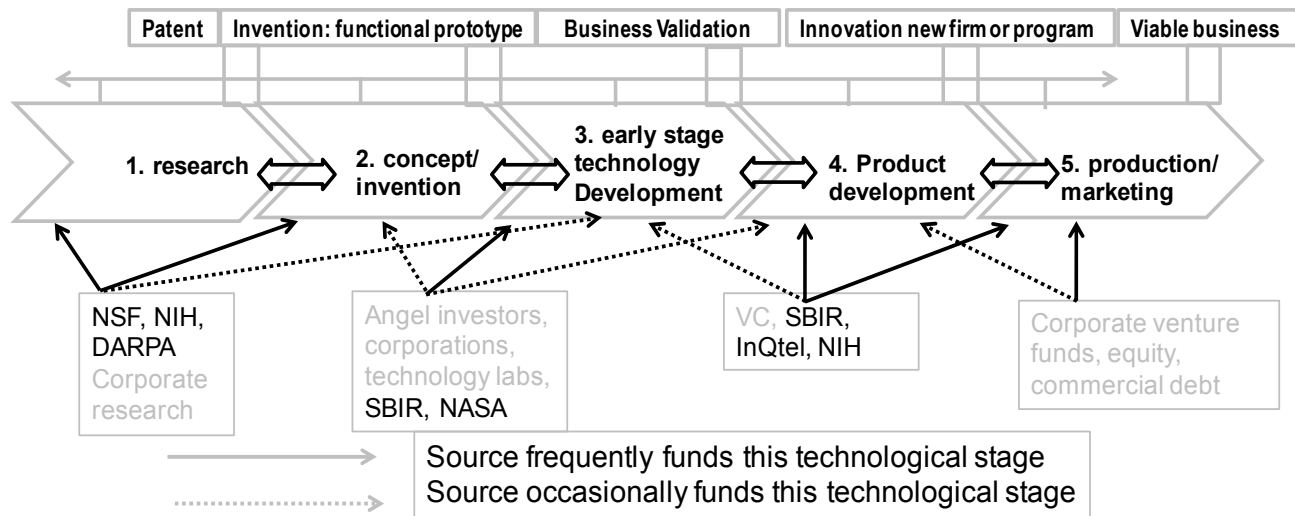 Patent
Invention: functional prototype
Business Validation
Innovation new firm or program
Viable business
1. research
2. concept/
invention
3. early stage
technology
Development
4. Product
development
5. production/
marketing
NSF, NIH,
DARPA
Corporate
research
Angel investors,
corporations,
technology labs,
SBIR, NASA
VC, SBIR,
InQtel, NIH
Corporate venture
funds, equity,
commercial debt
Source frequently funds this technological stage
Source occasionally funds this technological stage